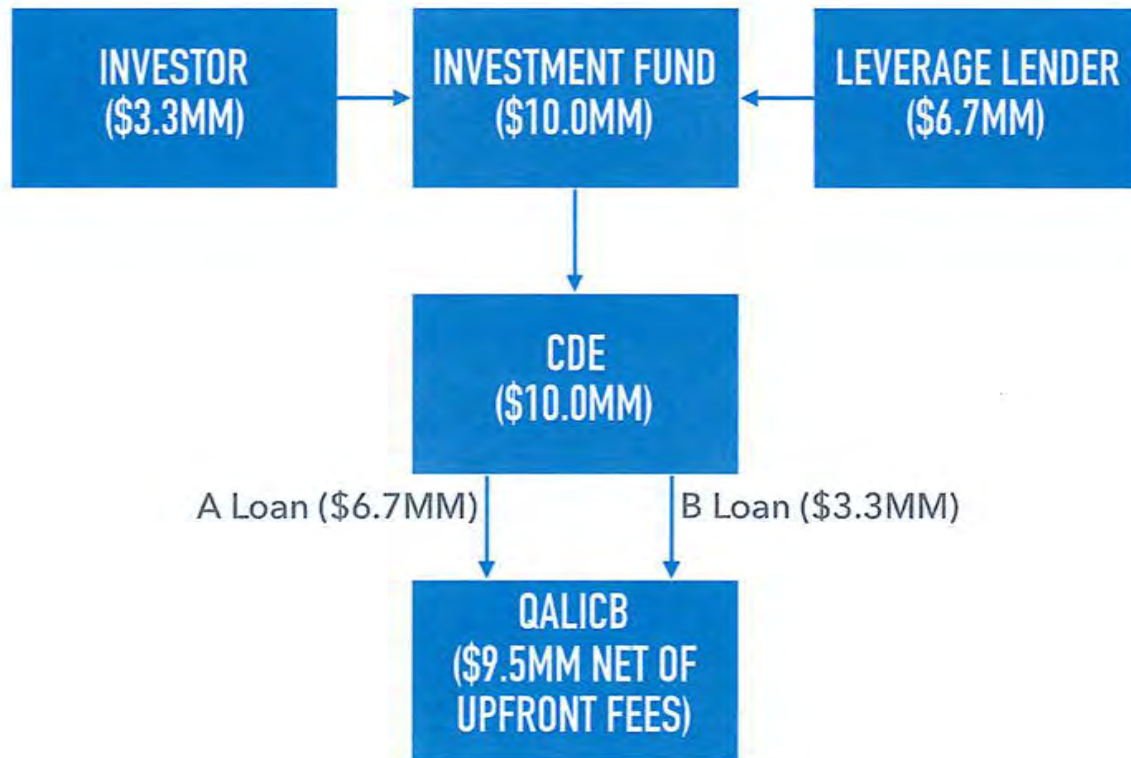 INVESTOR
($3.3MM)
INVESTMENT FUND
($10.0MM)
LEVERAGE LENDER
($6.7MM)
CDE
($10.0MM)
A Loan ($6.7MM)
B Loan ($3.3MM)
QALICB
($9.5MM NET OF
UPFRONT FEES)